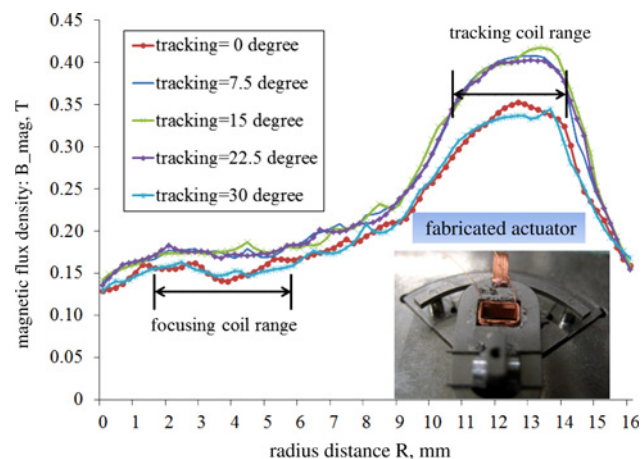 magnetic flux density: B_mag, T
0.45
0.40
0.35
0.30
0.25
0.20
0.15
0.10
0.05
0.00
tracking= 0 degree
tracking=7.5 degree
tracking=15 degree
tracking=22.5 degree
tracking=30 degree
tracking coil range
focusing coil range
fabricated actuator
0 1 2 3 4 5 6 7 8 9 10 11 12 13 14 15 16
radius distance R, mm